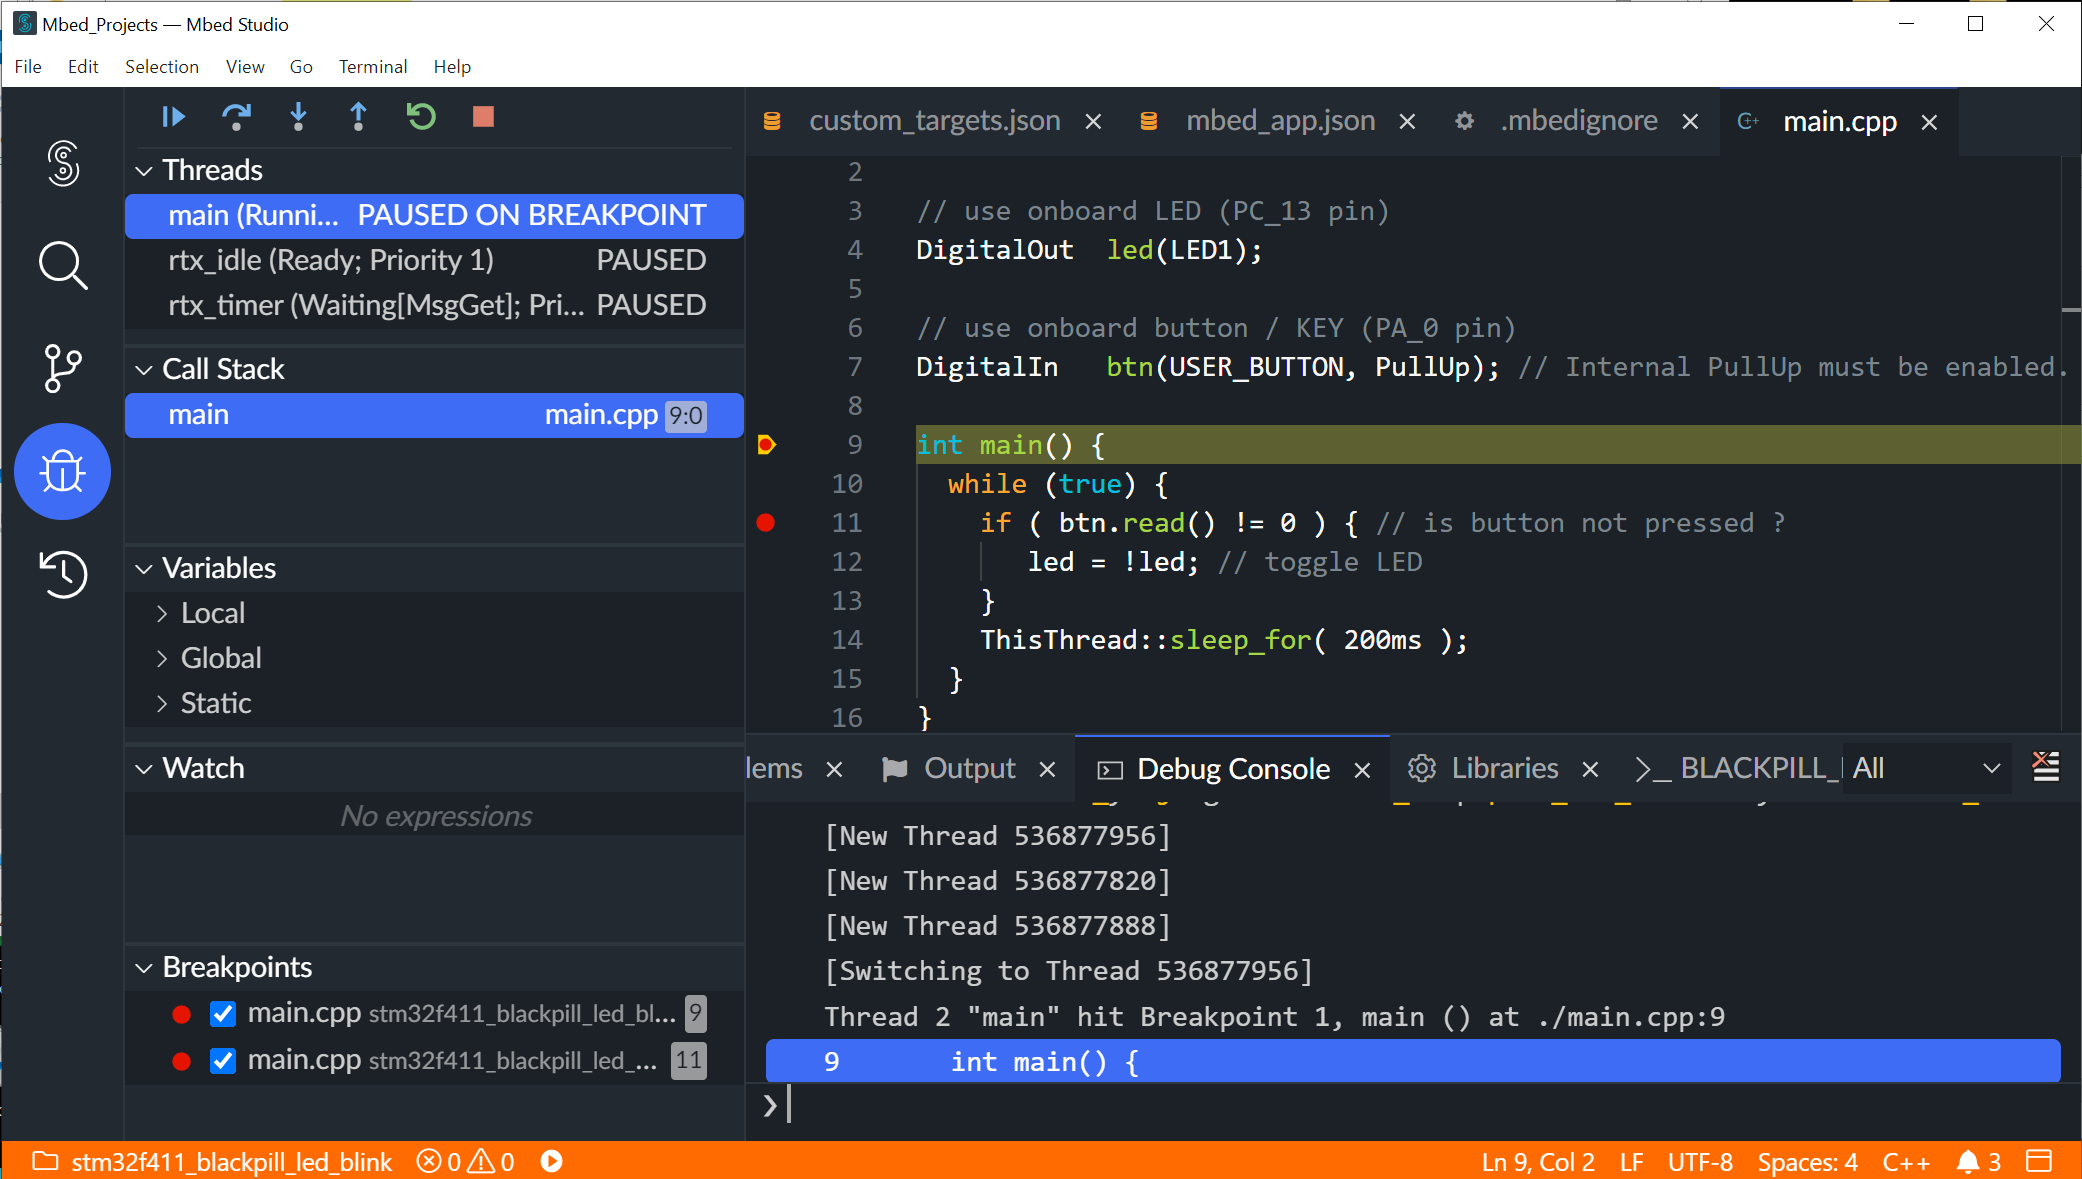 Mbed_Projects — Mbed Studio
File Edit Selection View Go Terminal Help
Threads
main (Runni... PAUSED ON BREAKPOINT
rtx_idle (Ready; Priority 1) PAUSED
rtx_timer (Waiting[MsgGet]; Pri... PAUSED
Call Stack
main main.cpp 9:0
Variables
Local
Global
Static
Watch
No expressions
Breakpoints
main.cpp stm32f411_blackpill_led_bl... 9
main.cpp stm32f411_blackpill_led_... 11
custom_targets.json mbed_app.json .mbedignore main.cpp
2
3 // use onboard LED (PC_13 pin)
4 DigitalOut led(LED1);
5
6 // use onboard button / KEY (PA_0 pin)
7 DigitalIn btn(USER_BUTTON, PullUp); // Internal PullUp must be enabled.
8
9 int main() {
10 while (true) {
11 if ( btn.read() != 0 ) { // is button not pressed ?
12 led = !led; // toggle LED
13 }
14 ThisThread::sleep_for( 200ms );
15 }
16 }
lems Output Debug Console Libraries >_ BLACKPILL_ All
[New Thread 536877956]
[New Thread 536877820]
[New Thread 536877888]
[Switching to Thread 536877956]
Thread 2 "main" hit Breakpoint 1, main () at ./main.cpp:9
9 int main() {
❯
stm32f411_blackpill_led_blink 0 0 Ln 9, Col 2 LF UTF-8 Spaces: 4 C++ 3